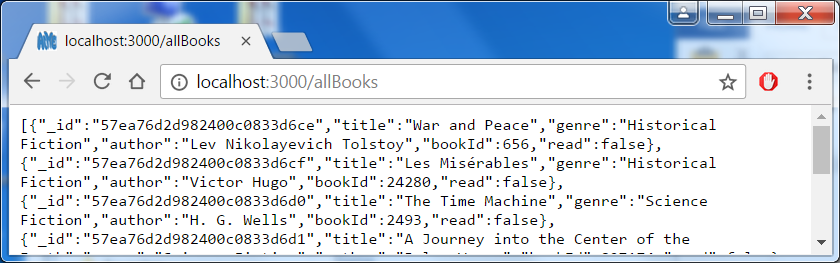 localhost:3000/allBooks
localhost:3000/allBooks
[{"_id":"57ea76d2d982400c0833d6ce","title":"War and Peace","genre":"Historical
Fiction","author":"Lev Nikolayevich Tolstoy","bookId":656,"read":false},
{"_id":"57ea76d2d982400c0833d6cf","title":"Les Misérables","genre":"Historical
Fiction","author":"Victor Hugo","bookId":24280,"read":false},
{"_id":"57ea76d2d982400c0833d6d0","title":"The Time Machine","genre":"Science
Fiction","author":"H. G. Wells","bookId":2493,"read":false},
{"_id":"57ea76d2d982400c0833d6d1","title":"A Journey into the Center of the